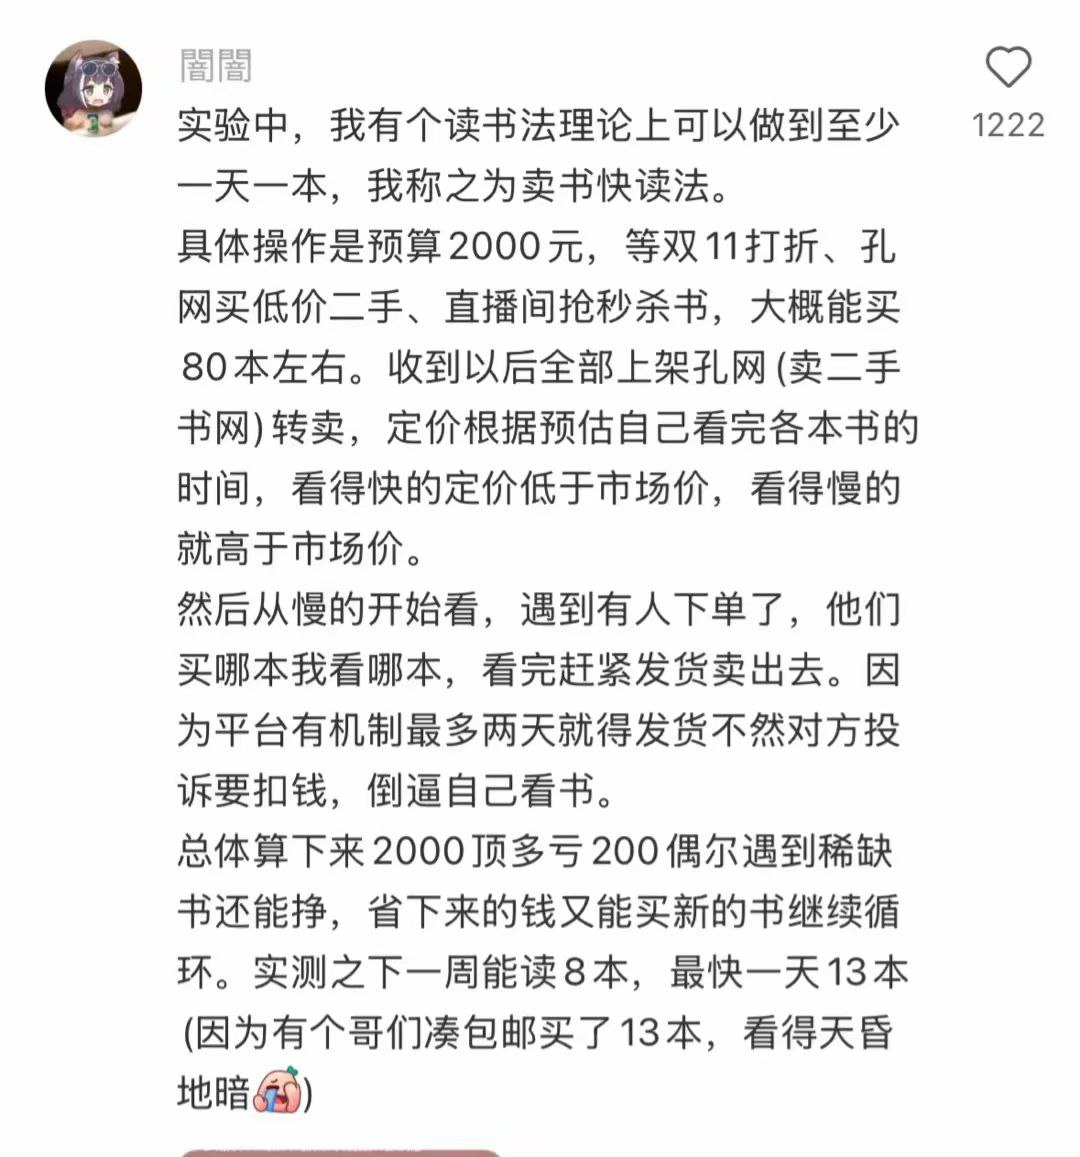 闇闇
1222
实验中，我有个读书法理论上可以做到至少
一天一本，我称之为卖书快读法。
具体操作是预算2000元，等双11打折、孔
网买低价二手、直播间抢秒杀书，大概能买
80本左右。收到以后全部上架孔网(卖二手
书网)转卖，定价根据预估自己看完各本书的
时间，看得快的定价低于市场价，看得慢的
就高于市场价。
然后从慢的开始看，遇到有人下单了，他们
买哪本我看哪本，看完赶紧发货卖出去。因
为平台有机制最多两天就得发货不然对方投
诉要扣钱，倒逼自己看书。
总体算下来2000顶多亏200偶尔遇到稀缺
书还能挣，省下来的钱又能买新的书继续循
环。实测之下一周能读8本，最快一天13本
(因为有个哥们凑包邮买了13本，看得天昏
地暗😭)